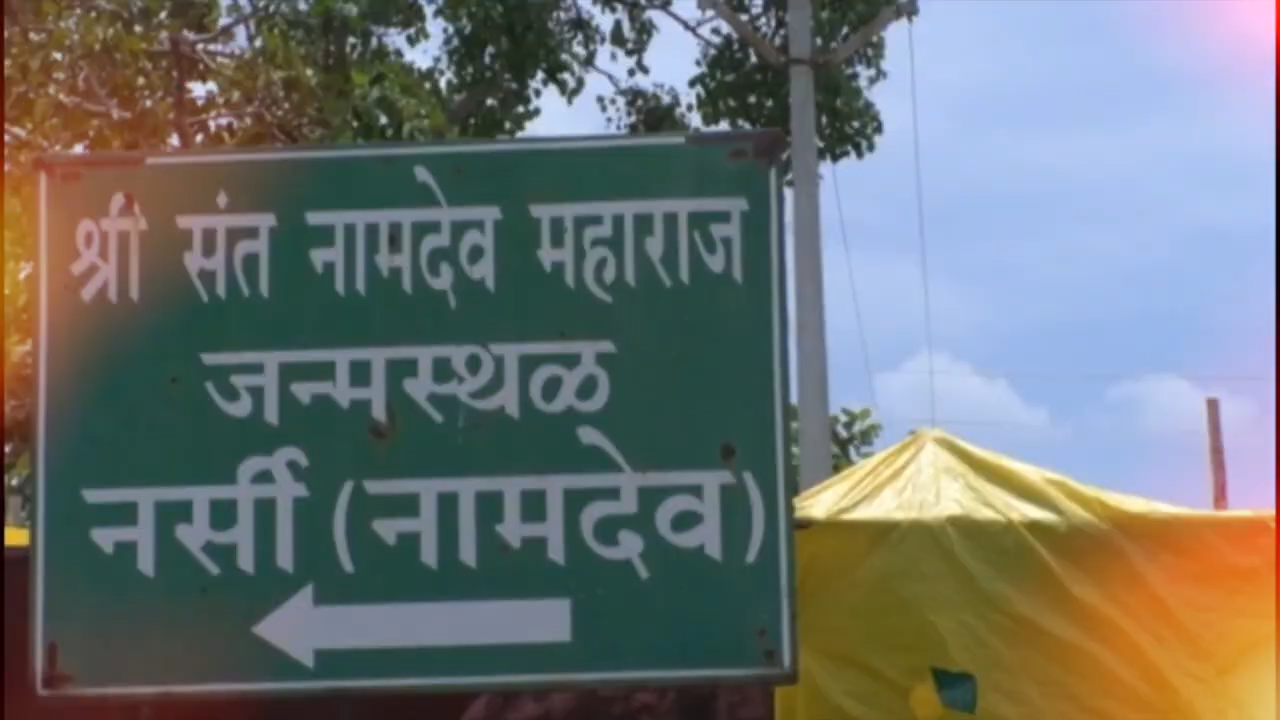 श्री संत नामदेव महाराज
जन्मस्थळ
नर्सी (नामदेव)